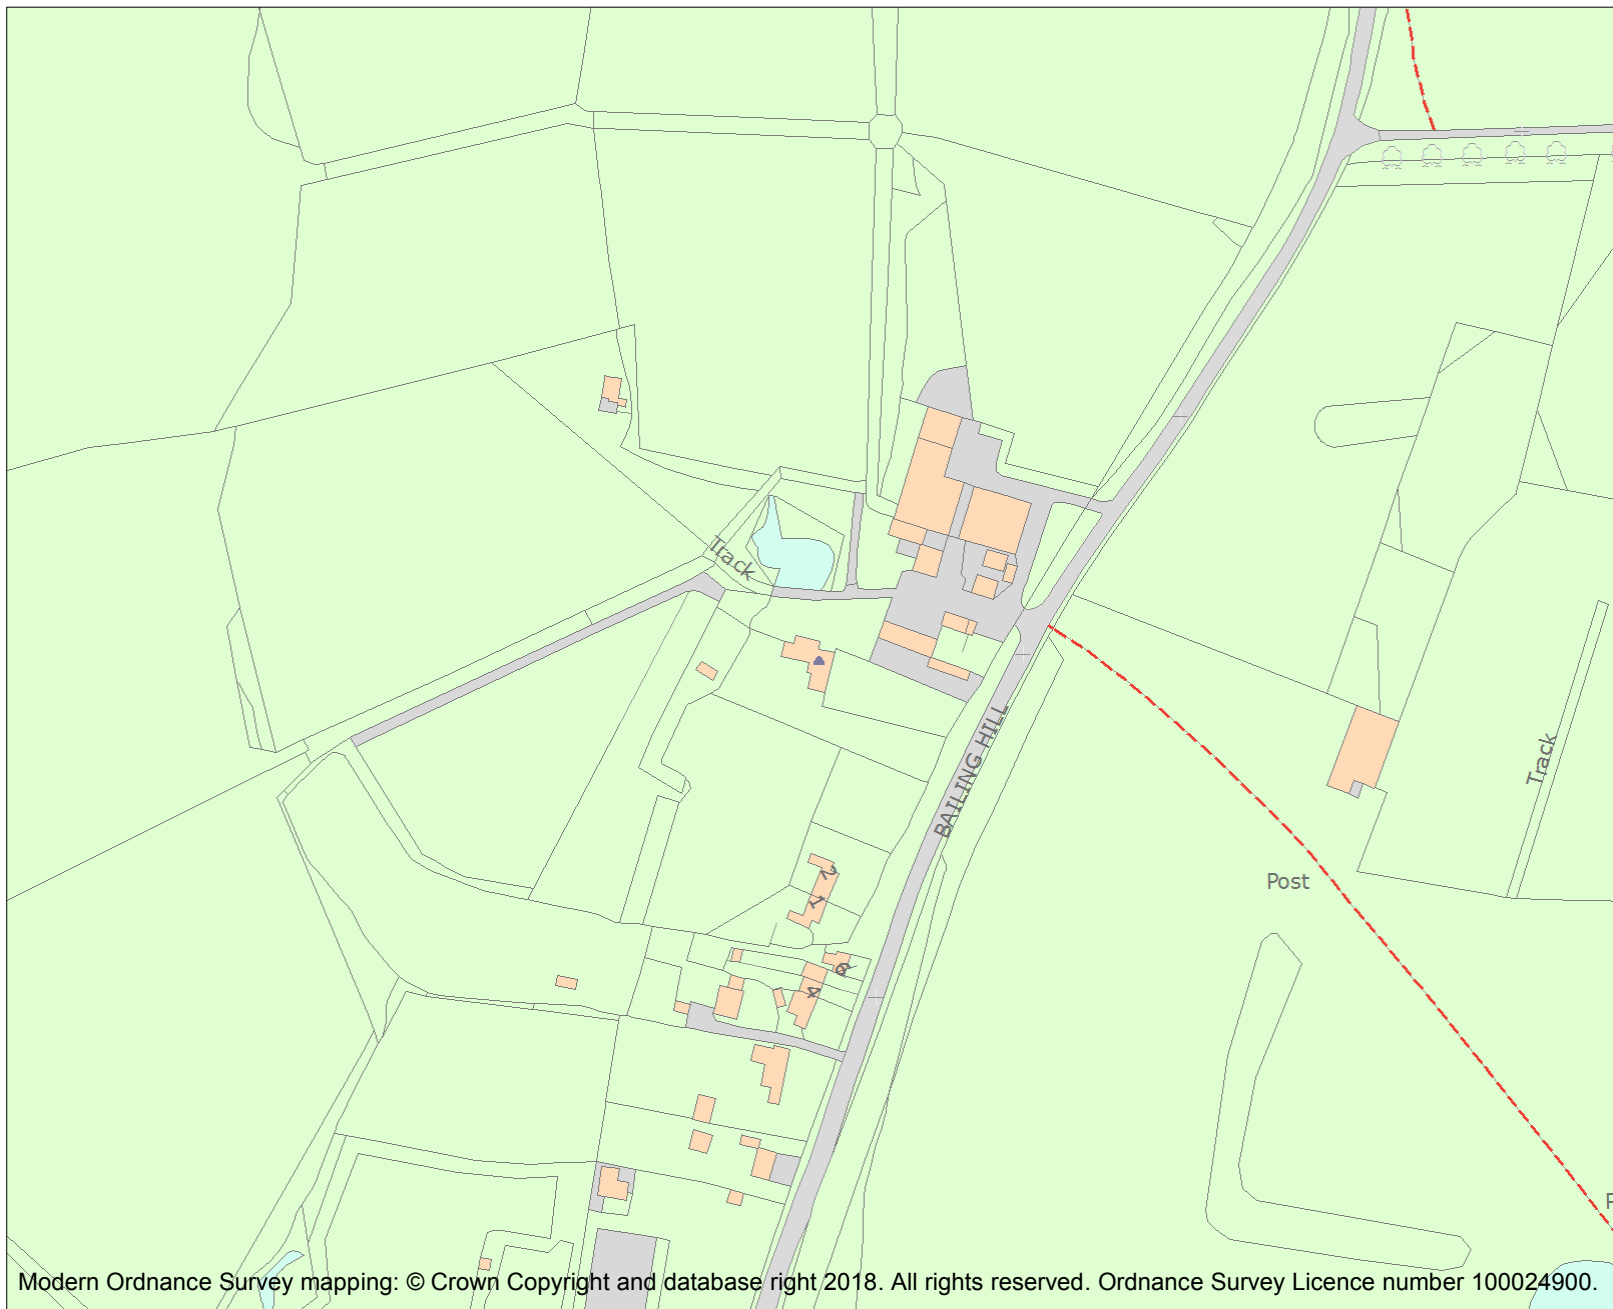 Track
BAILING HILL
Track
2
1
Post
4
Modern Ordnance Survey mapping: © Crown Copyright and database right 2018. All rights reserved. Ordnance Survey Licence number 100024900.